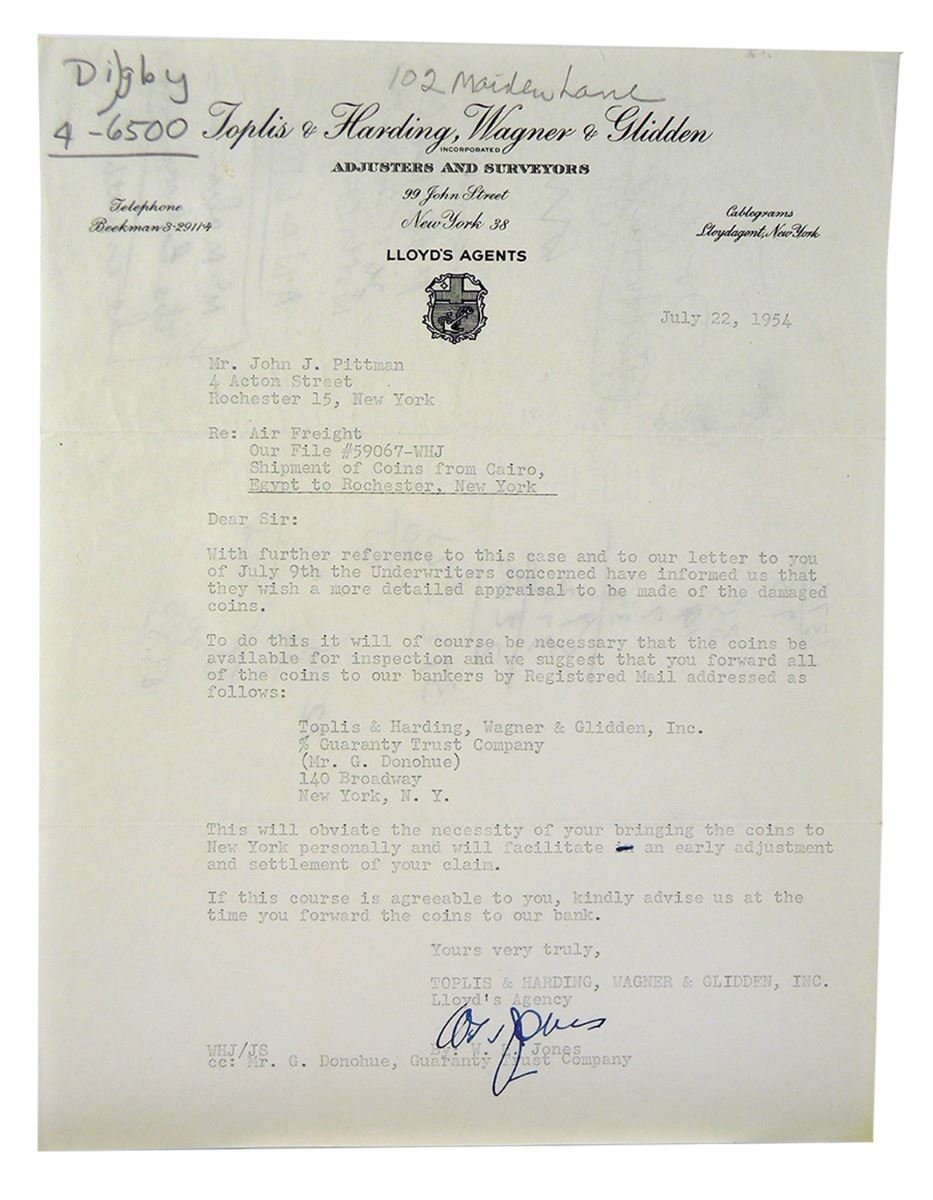 Digby
4-6500
102 Maiden Lane
Toplis & Harding, Wagner & Glidden
INCORPORATED
ADJUSTERS AND SURVEYORS
99 John Street
New York 38
Telephone
Beekman 3-2911-4
Cablegrams
Lloydagent, New York
LLOYD'S AGENTS
July 22, 1954
Mr. John J. Pittman
4 Acton Street
Rochester 15, New York
Re: Air Freight
Our File #59067-WHJ
Shipment of Coins from Cairo,
Egypt to Rochester, New York
Dear Sir:
With further reference to this case and to our letter to you
of July 9th the Underwriters concerned have informed us that
they wish a more detailed appraisal to be made of the damaged
coins.
To do this it will of course be necessary that the coins be
available for inspection and we suggest that you forward all
of the coins to our bankers by Registered Mail addressed as
follows:
Toplis & Harding, Wagner & Glidden, Inc.
% Guaranty Trust Company
(Mr. G. Donohue)
140 Broadway
New York, N. Y.
This will obviate the necessity of your bringing the coins to
New York personally and will facilitate an early adjustment
and settlement of your claim.
If this course is agreeable to you, kindly advise us at the
time you forward the coins to our bank.
Yours very truly,
TOPLIS & HARDING, WAGNER & GLIDDEN, INC.
Lloyd's Agency
By: W. H. Jones
WHJ/JS
cc: Mr. G. Donohue, Guaranty Trust Company